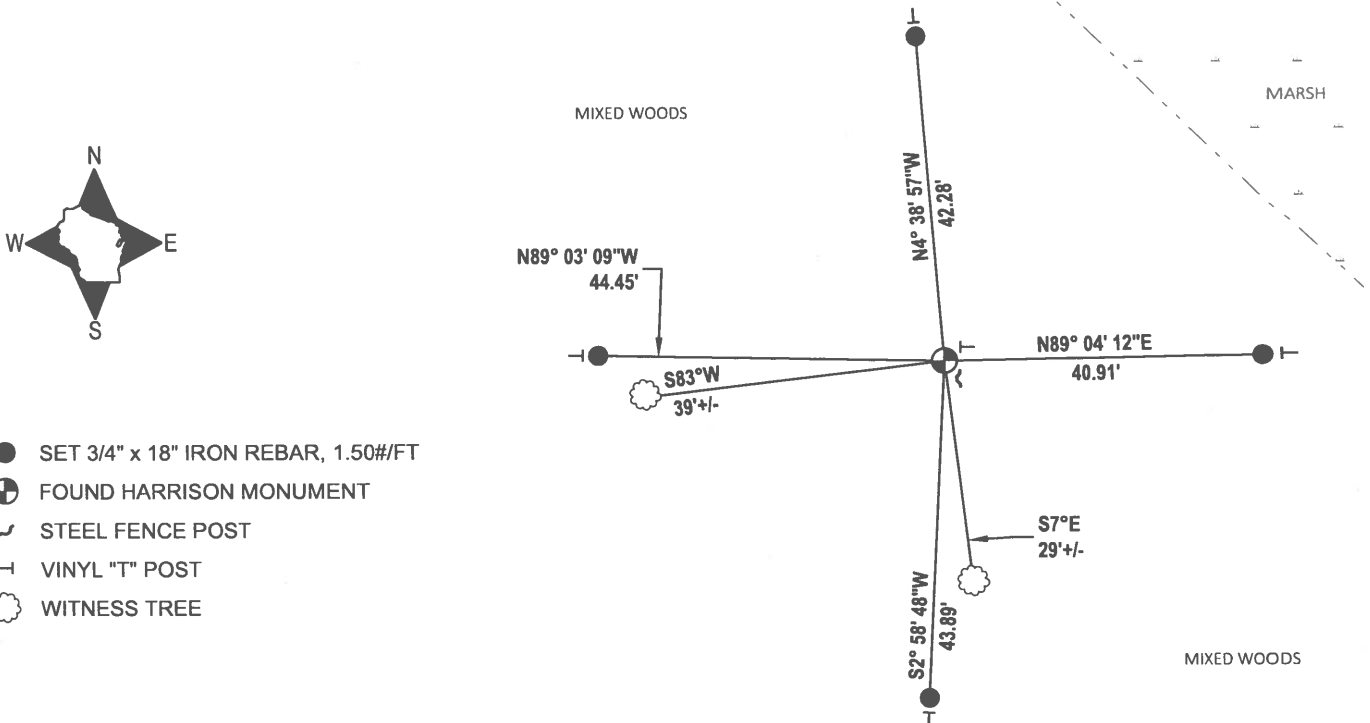 MIXED WOODS
MARSH
N
W
E
S
N4° 38' 57"W
42.28'
N89° 03' 09"W
44.45'
N89° 04' 12"E
40.91'
S83°W
39'+/-
SET 3/4" x 18" IRON REBAR, 1.50#/FT
FOUND HARRISON MONUMENT
STEEL FENCE POST
VINYL "T" POST
WITNESS TREE
S7°E
29'+/-
S2° 58' 48"W
43.89'
MIXED WOODS